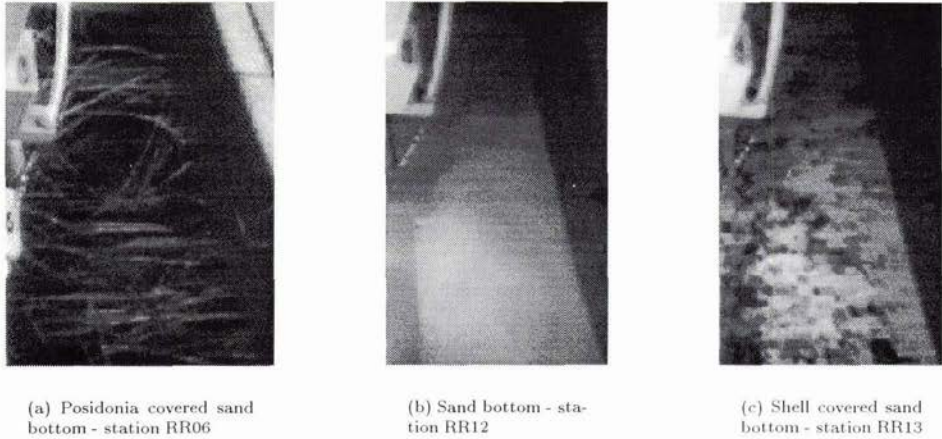 (a) Posidonia covered sand
bottom - station RR06
(b) Sand bottom - sta-
tion RR12
(c) Shell covered sand
bottom - station RR13